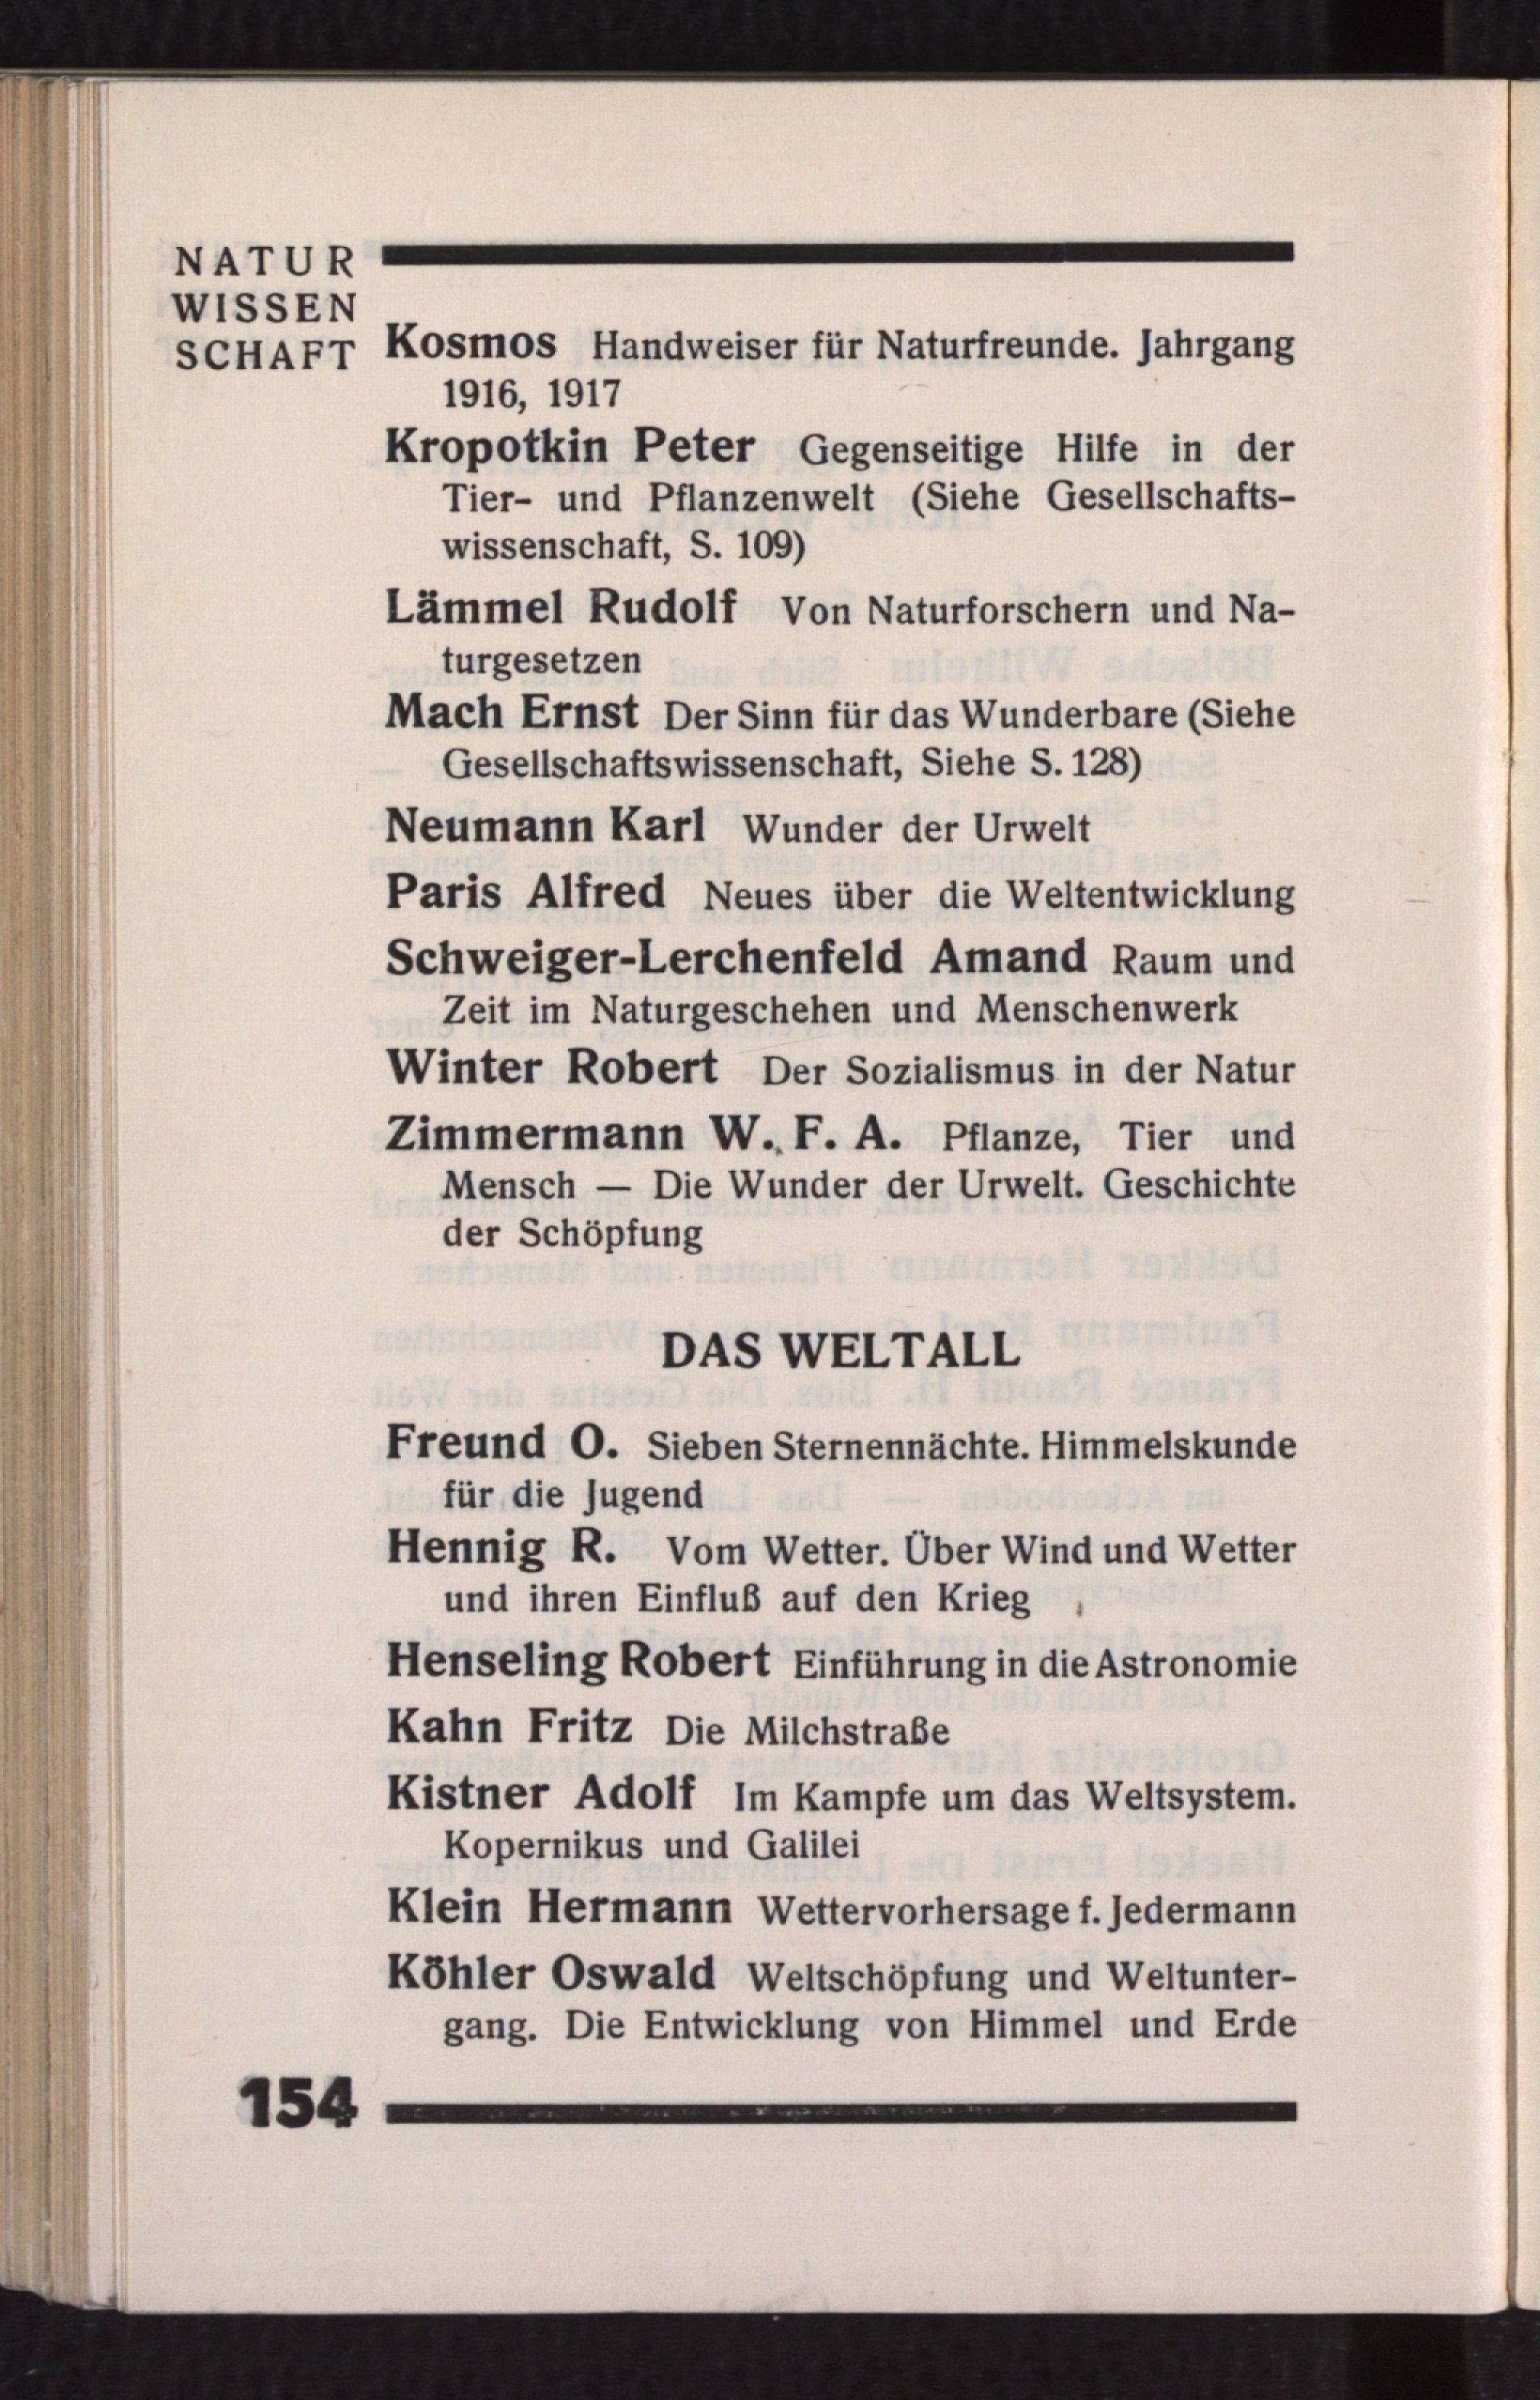 NATUR
WISSEN
SCHAFT
Kosmos Handweiser für Naturfreunde. Jahrgang
1916, 1917
Kropotkin Peter Gegenseitige Hilfe in der
Tier- und Pflanzenwelt (Siehe Gesellschafts-
wissenschaft, S. 109)
Lämmel Rudolf Von Naturforschern und Na-
turgesetzen
Mach Ernst Der Sinn für das Wunderbare (Siehe
Gesellschaftswissenschaft, Siehe S. 128)
Neumann Karl Wunder der Urwelt
Paris Alfred Neues über die Weltentwicklung
Schweiger-Lerchenfeld Amand Raum und
Zeit im Naturgeschehen und Menschenwerk
Winter Robert Der Sozialismus in der Natur
Zimmermann W. F. A. Pflanze, Tier und
Mensch — Die Wunder der Urwelt. Geschichte
der Schöpfung
DAS WELTALL
Freund O. Sieben Sternennächte. Himmelskunde
für die Jugend
Hennig R. Vom Wetter. Über Wind und Wetter
und ihren Einfluß auf den Krieg
Henseling Robert Einführung in die Astronomie
Kahn Fritz Die Milchstraße
Kistner Adolf Im Kampfe um das Weltsystem.
Kopernikus und Galilei
Klein Hermann Wettervorhersage f. Jedermann
Köhler Oswald Weltschöpfung und Weltunter-
gang. Die Entwicklung von Himmel und Erde
154